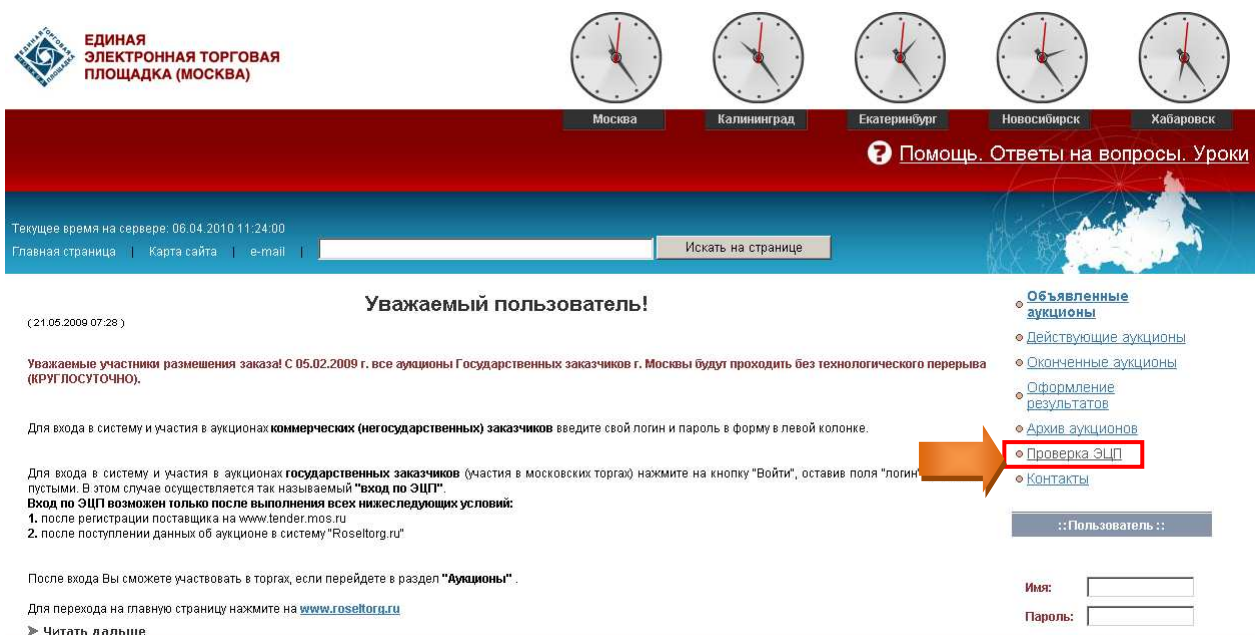 ЕДИНАЯ
ЭЛЕКТРОННАЯ ТОРГОВАЯ
ПЛОЩАДКА (МОСКВА)
Москва
Калининград
Екатеринбург
Новосибирск
Хабаровск
? Помощь. Ответы на вопросы. Уроки
Текущее время на сервере: 06.04.2010 11:24:00
Главная страница | Карта сайта | e-mail |
Искать на странице
Уважаемый пользователь!
( 21.05.2009 07:28 )
Уважаемые участники размещения заказа! С 05.02.2009 г. все аукционы Государственных заказчиков г. Москвы будут проходить без технологического перерыва
(КРУГЛОСУТОЧНО).
Для входа в систему и участия в аукционах коммерческих (негосударственных) заказчиков введите свой логин и пароль в форму в левой колонке.
Для входа в систему и участия в аукционах государственных заказчиков (участия в московских торгах) нажмите на кнопку "Войти", оставив поля "логин"
пустыми. В этом случае осуществляется так называемый "вход по ЭЦП".
Вход по ЭЦП возможен только после выполнения всех нижеследующих условий:
1. после регистрации поставщика на www.tender.mos.ru
2. после поступлении данных об аукционе в систему "Roseltorg.ru"
После входа Вы сможете участвовать в торгах, если перейдете в раздел "Аукционы" .
Для перехода на главную страницу нажмите на www.roseltorg.ru
Читать дальше
Объявленные
аукционы
Действующие аукционы
Оконченные аукционы
Оформление
результатов
Архив аукционов
Проверка ЭЦП
Контакты
::Пользователь::
Имя:
Пароль: